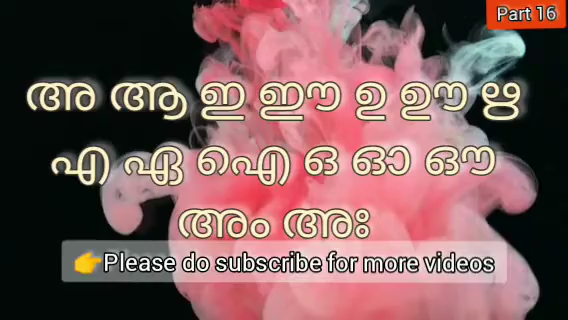 Part 16
അ ആ ഇ ഈ ഉ ഊ ഋ
എ ഏ ഐ ഒ ഓ ഔ
അം അഃ
👉Please do subscribe for more videos